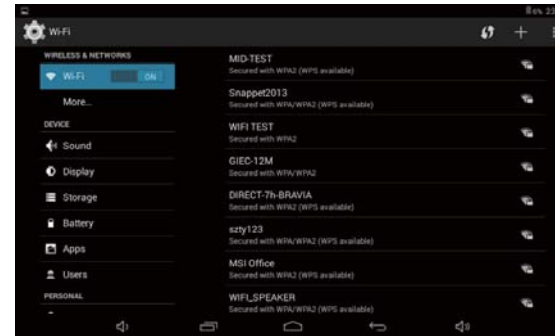 Wi-Fi
WIRELESS & NETWORKS
Wi-Fi
ON
More...
DEVICE
Sound
Display
Storage
Battery
Apps
Users
PERSONAL
MID-TEST
Secured with WPA2 (WPS available)
Snappet2013
Secured with WPA/WPA2 (WPS available)
WIFI TEST
Secured with WPA2
GIEC-12M
Secured with WPA/WPA2
DIRECT-7h-BRAVIA
Secured with WPA2 (WPS available)
szty123
Secured with WPA/WPA2 (WPS available)
MSI Office
Secured with WPA2 (WPS available)
WIFI_SPEAKER
Secured with WPA/WPA2 (WPS available)